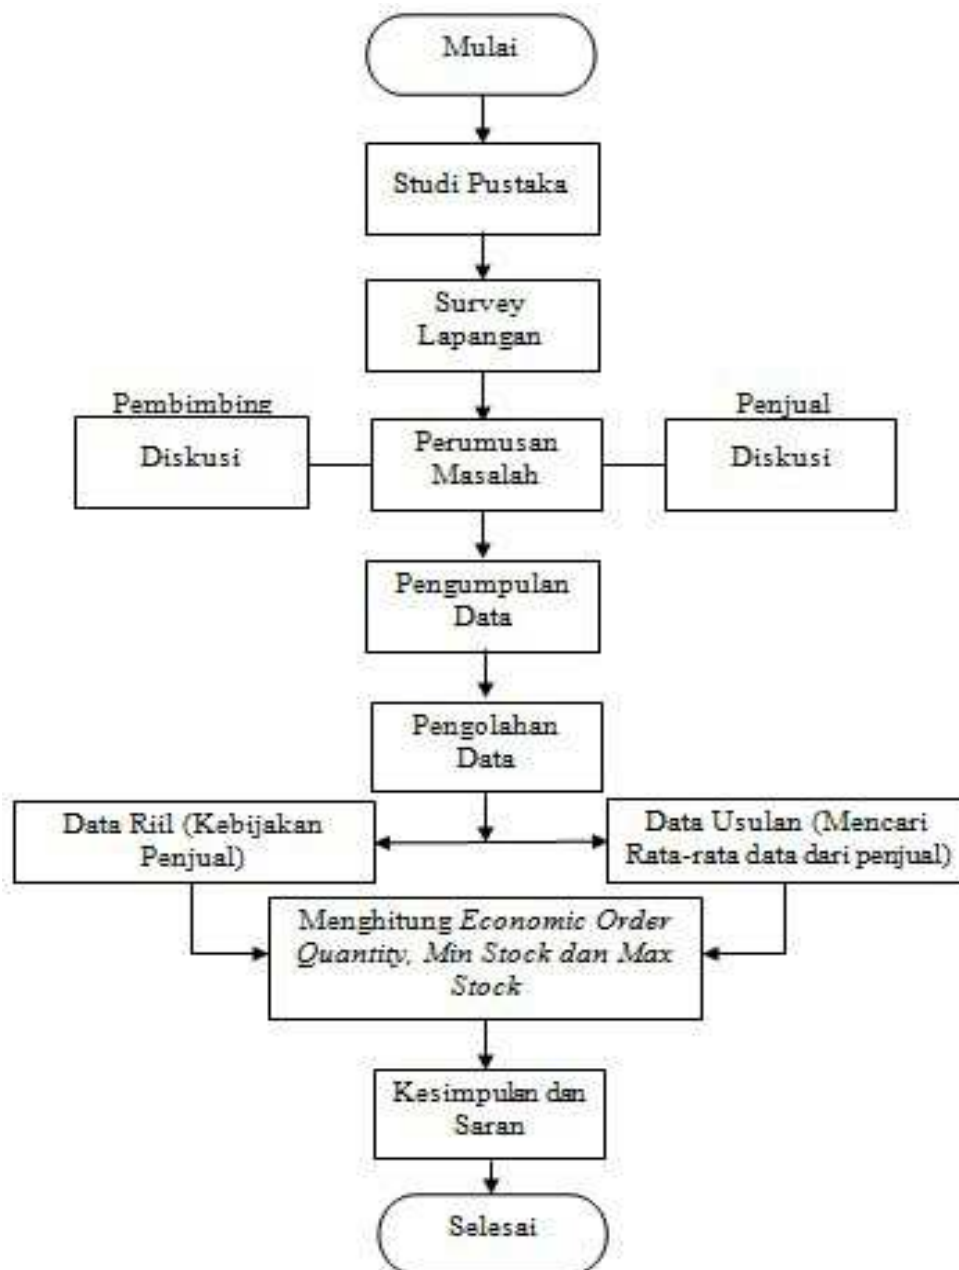 Mulai
Studi Pustaka
Survey
Lapangan
Pembimbing
Diskusi
Perumusan
Masalah
Penjual
Diskusi
Pengumpulan
Data
Pengolahan
Data
Data Riil (Kebijakan
Penjual)
Data Usulan (Mencari
Rata-rata data dari penjual)
Menghitung Economic Order
Quantity, Min Stock dan Max
Stock
Kesimpulan dan
Saran
Selesai